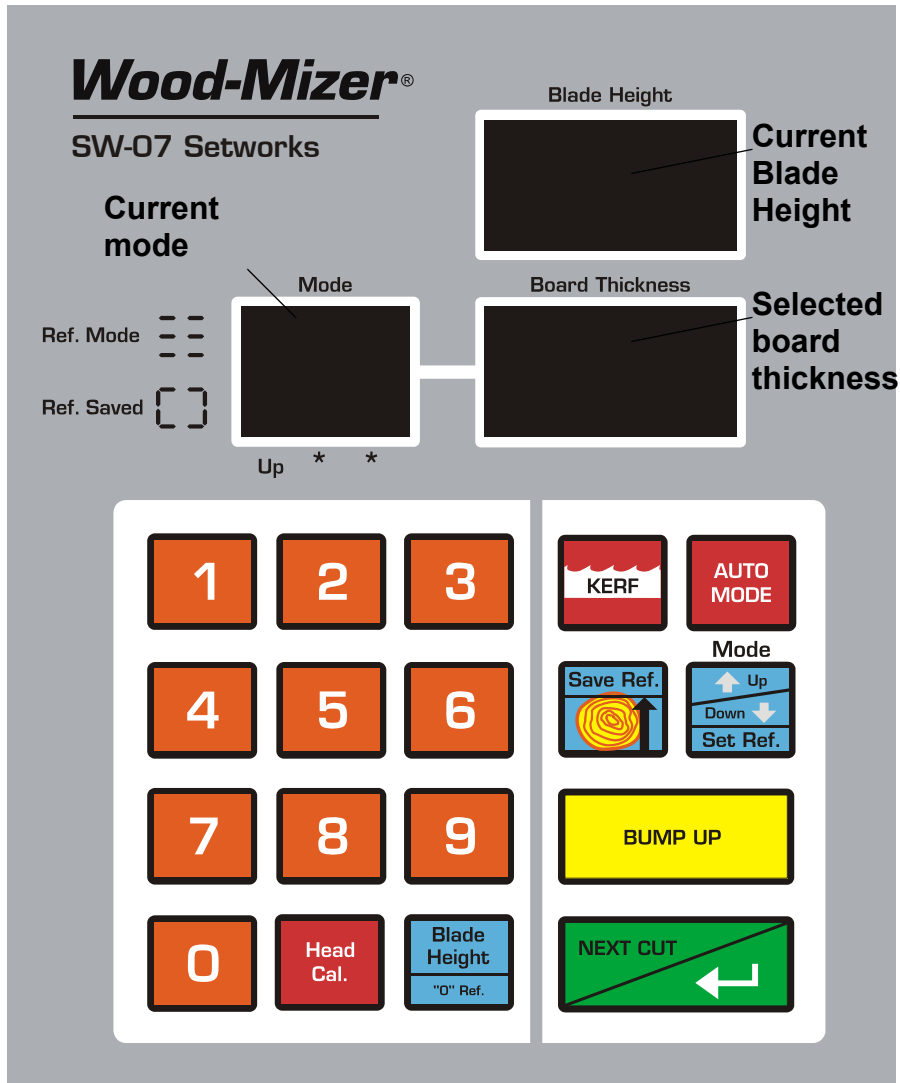 Wood-Mizer®
SW-07 Setworks
Blade Height
Current
Blade
Height
Current
mode
Mode
Board Thickness
Selected
board
thickness
Ref. Mode
Ref. Saved
Up * *
1 2 3
KERF
AUTO
MODE
Mode
4 5 6
Save Ref.
Up
Down
Set Ref.
7 8 9
BUMP UP
0
Head
Cal.
Blade
Height
"0" Ref.
NEXT CUT